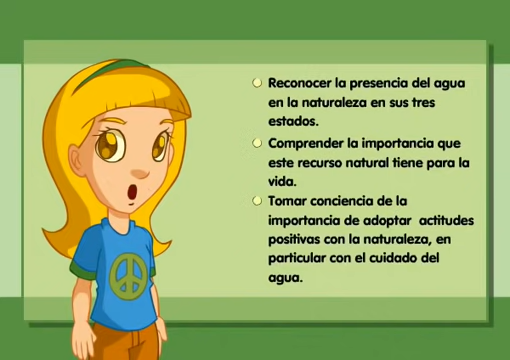 Reconocer la presencia del agua
en la naturaleza en sus tres
estados.
Comprender la importancia que
este recurso natural tiene para la
vida.
Tomar conciencia de la
importancia de adoptar actitudes
positivas con la naturaleza, en
particular con el cuidado del
agua.